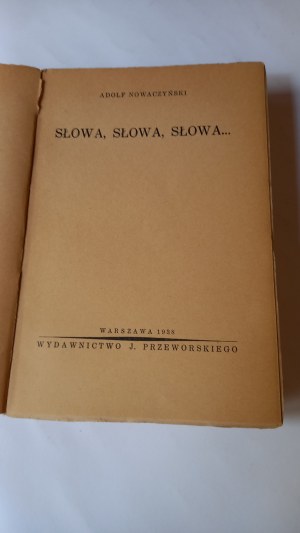 ADOLF NOWACZYŃSKI
SŁOWA, SŁOWA, SŁOWA...
WARSZAWA 1938
WYDAWNICTWO J. PRZEWORSKIEGO